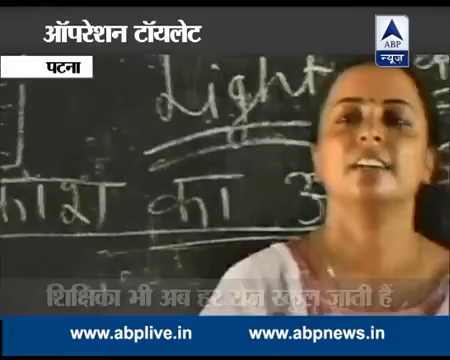 ऑपरेशन टॉयलेट
ABP
न्यूज़
पटना
Light
काश का
शिक्षिका भी अब हर रोज स्कूल जाती हैं
www.abplive.in
www.abpnews.in